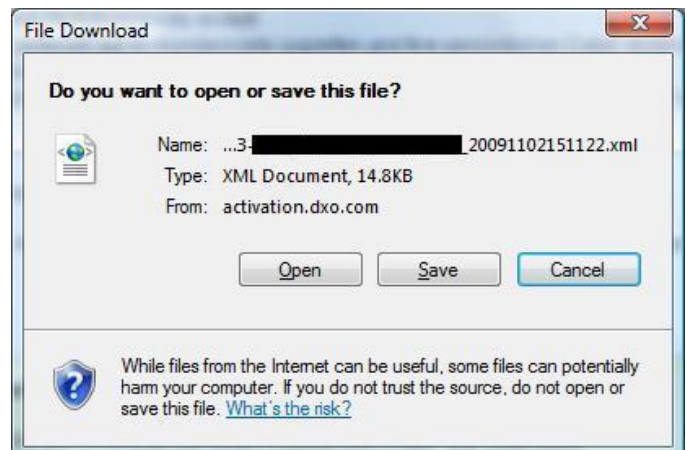 File Download
Do you want to open or save this file?
Name: ...3-
_20091102151122.xml
Type: XML Document, 14.8KB
From: activation.dxo.com
Open Save Cancel
While files from the Internet can be useful, some files can potentially
harm your computer. If you do not trust the source, do not open or
save this file. What's the risk?